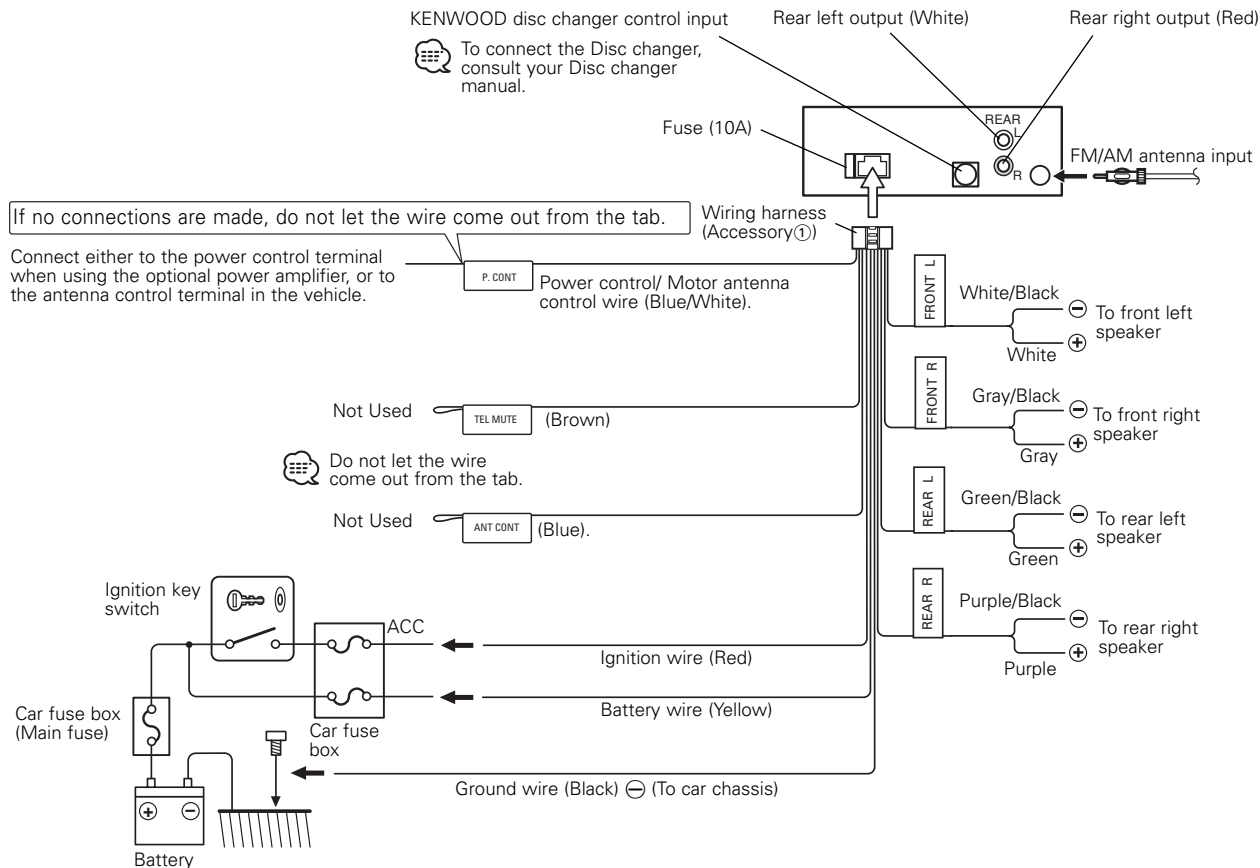 KENWOOD disc changer control input
Rear left output (White)
Rear right output (Red)
To connect the Disc changer,
consult your Disc changer
manual.
REAR
L
R
Fuse (10A)
FM/AM antenna input
If no connections are made, do not let the wire come out from the tab.
Wiring harness
(Accessory①)
Connect either to the power control terminal
when using the optional power amplifier, or to
the antenna control terminal in the vehicle.
P. CONT
Power control/ Motor antenna
control wire (Blue/White).
FRONT L
White/Black
⊖ To front left
speaker
⊕
White
FRONT R
Gray/Black
⊖ To front right
speaker
⊕
Gray
Not Used
TEL MUTE
(Brown)
Do not let the wire
come out from the tab.
REAR L
Green/Black
⊖ To rear left
speaker
⊕
Green
Not Used
ANT CONT
(Blue).
REAR R
Purple/Black
⊖ To rear right
speaker
⊕
Purple
Ignition key
switch
ACC
Ignition wire (Red)
Battery wire (Yellow)
Car fuse box
(Main fuse)
Car fuse
box
Ground wire (Black) ⊖ (To car chassis)
⊕ ⊖
Battery